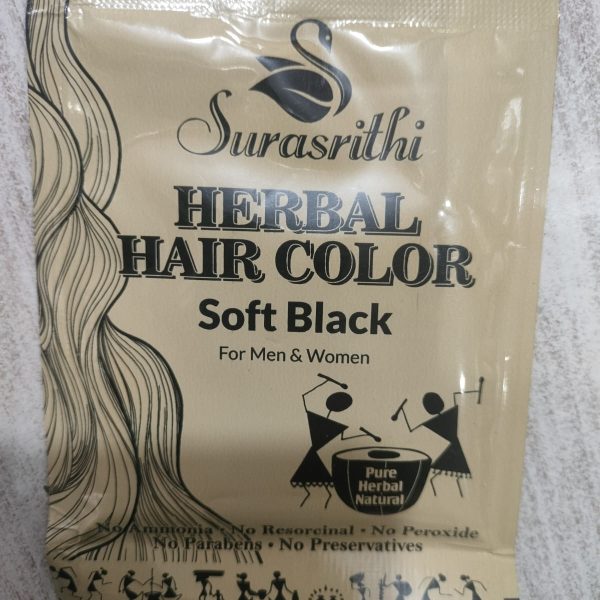 Surasrithi
HERBAL
HAIR COLOR
Soft Black
For Men & Women
Pure
Herbal
Natural
No Ammonia • No Resorcinal • No Peroxide
No Parabens • No Preservatives